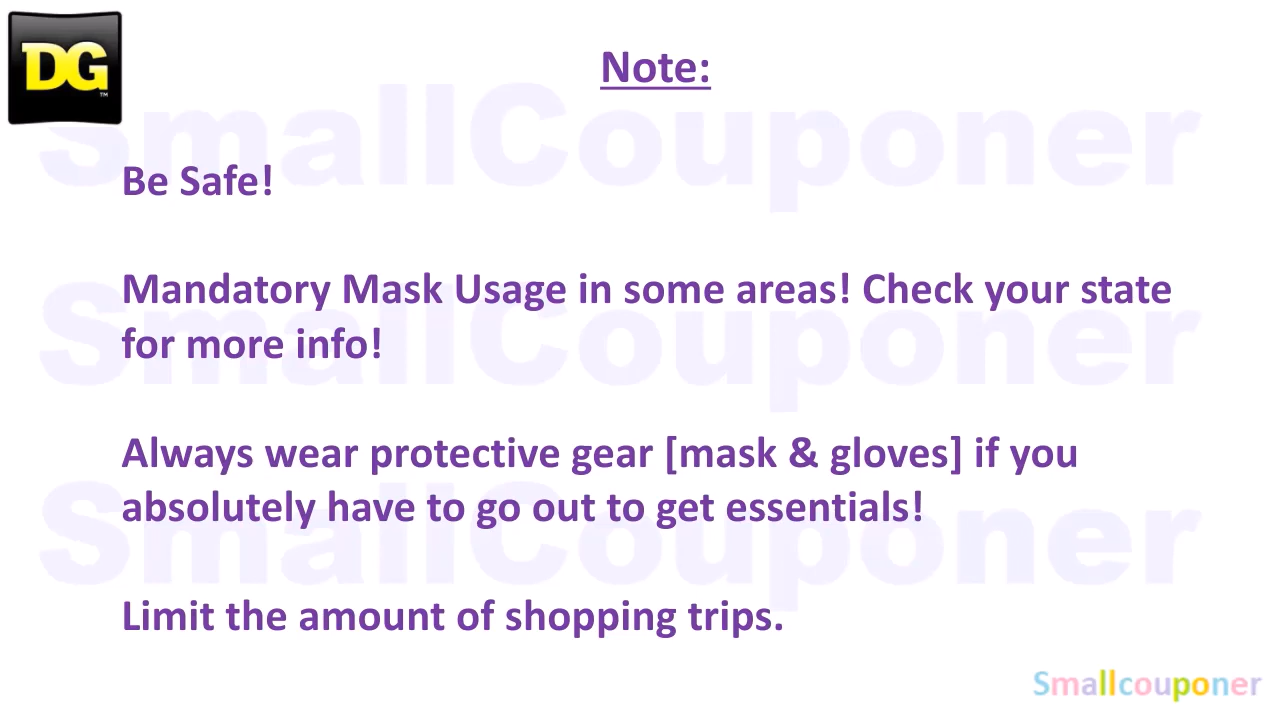 DG™
Note:
SmallCouponer
Be Safe!
Mandatory Mask Usage in some areas! Check your state
SmallCouponer
for more info!
Always wear protective gear [mask & gloves] if you
absolutely have to go out to get essentials!
SmallCouponer
Limit the amount of shopping trips.
Smallcouponer